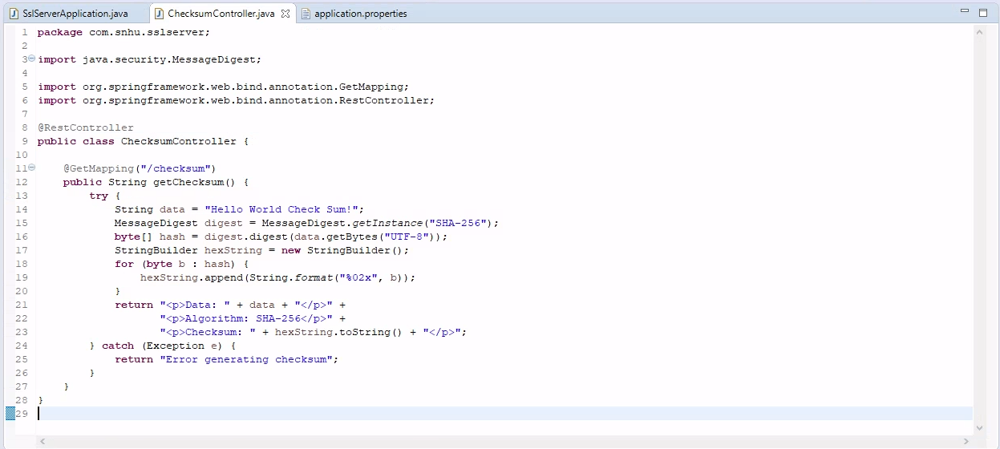 SslServerApplication.java ChecksumController.java application.properties
1 package com.snhu.sslserver;
2
3 import java.security.MessageDigest;
4
5 import org.springframework.web.bind.annotation.GetMapping;
6 import org.springframework.web.bind.annotation.RestController;
7
8 @RestController
9 public class ChecksumController {
10
11 @GetMapping("/checksum")
12 public String getChecksum() {
13 try {
14 String data = "Hello World Check Sum!";
15 MessageDigest digest = MessageDigest.getInstance("SHA-256");
16 byte[] hash = digest.digest(data.getBytes("UTF-8"));
17 StringBuilder hexString = new StringBuilder();
18 for (byte b : hash) {
19 hexString.append(String.format("%02x", b));
20 }
21 return "<p>Data: " + data + "</p>" +
22 "<p>Algorithm: SHA-256</p>" +
23 "<p>Checksum: " + hexString.toString() + "</p>";
24 } catch (Exception e) {
25 return "Error generating checksum";
26 }
27 }
28 }
29